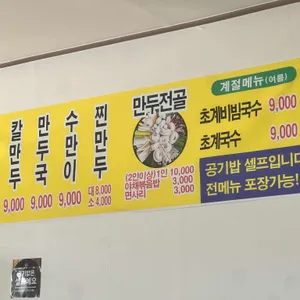 칼만두 9,000
만두국 9,000
수만이 9,000
찐만두 대 8,000 소 4,000
만두전골
(2인이상)1인 10,000
야채볶음밥 3,000
면사리 3,000
계절메뉴 (여름)
초계비빔국수 9,000
초계국수 9,000
공기밥 셀프입니다
전메뉴 포장가능!